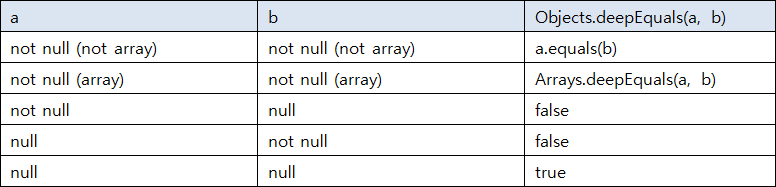 a b Objects.deepEquals(a, b)
not null (not array) not null (not array) a.equals(b)
not null (array) not null (array) Arrays.deepEquals(a, b)
not null null false
null not null false
null null true